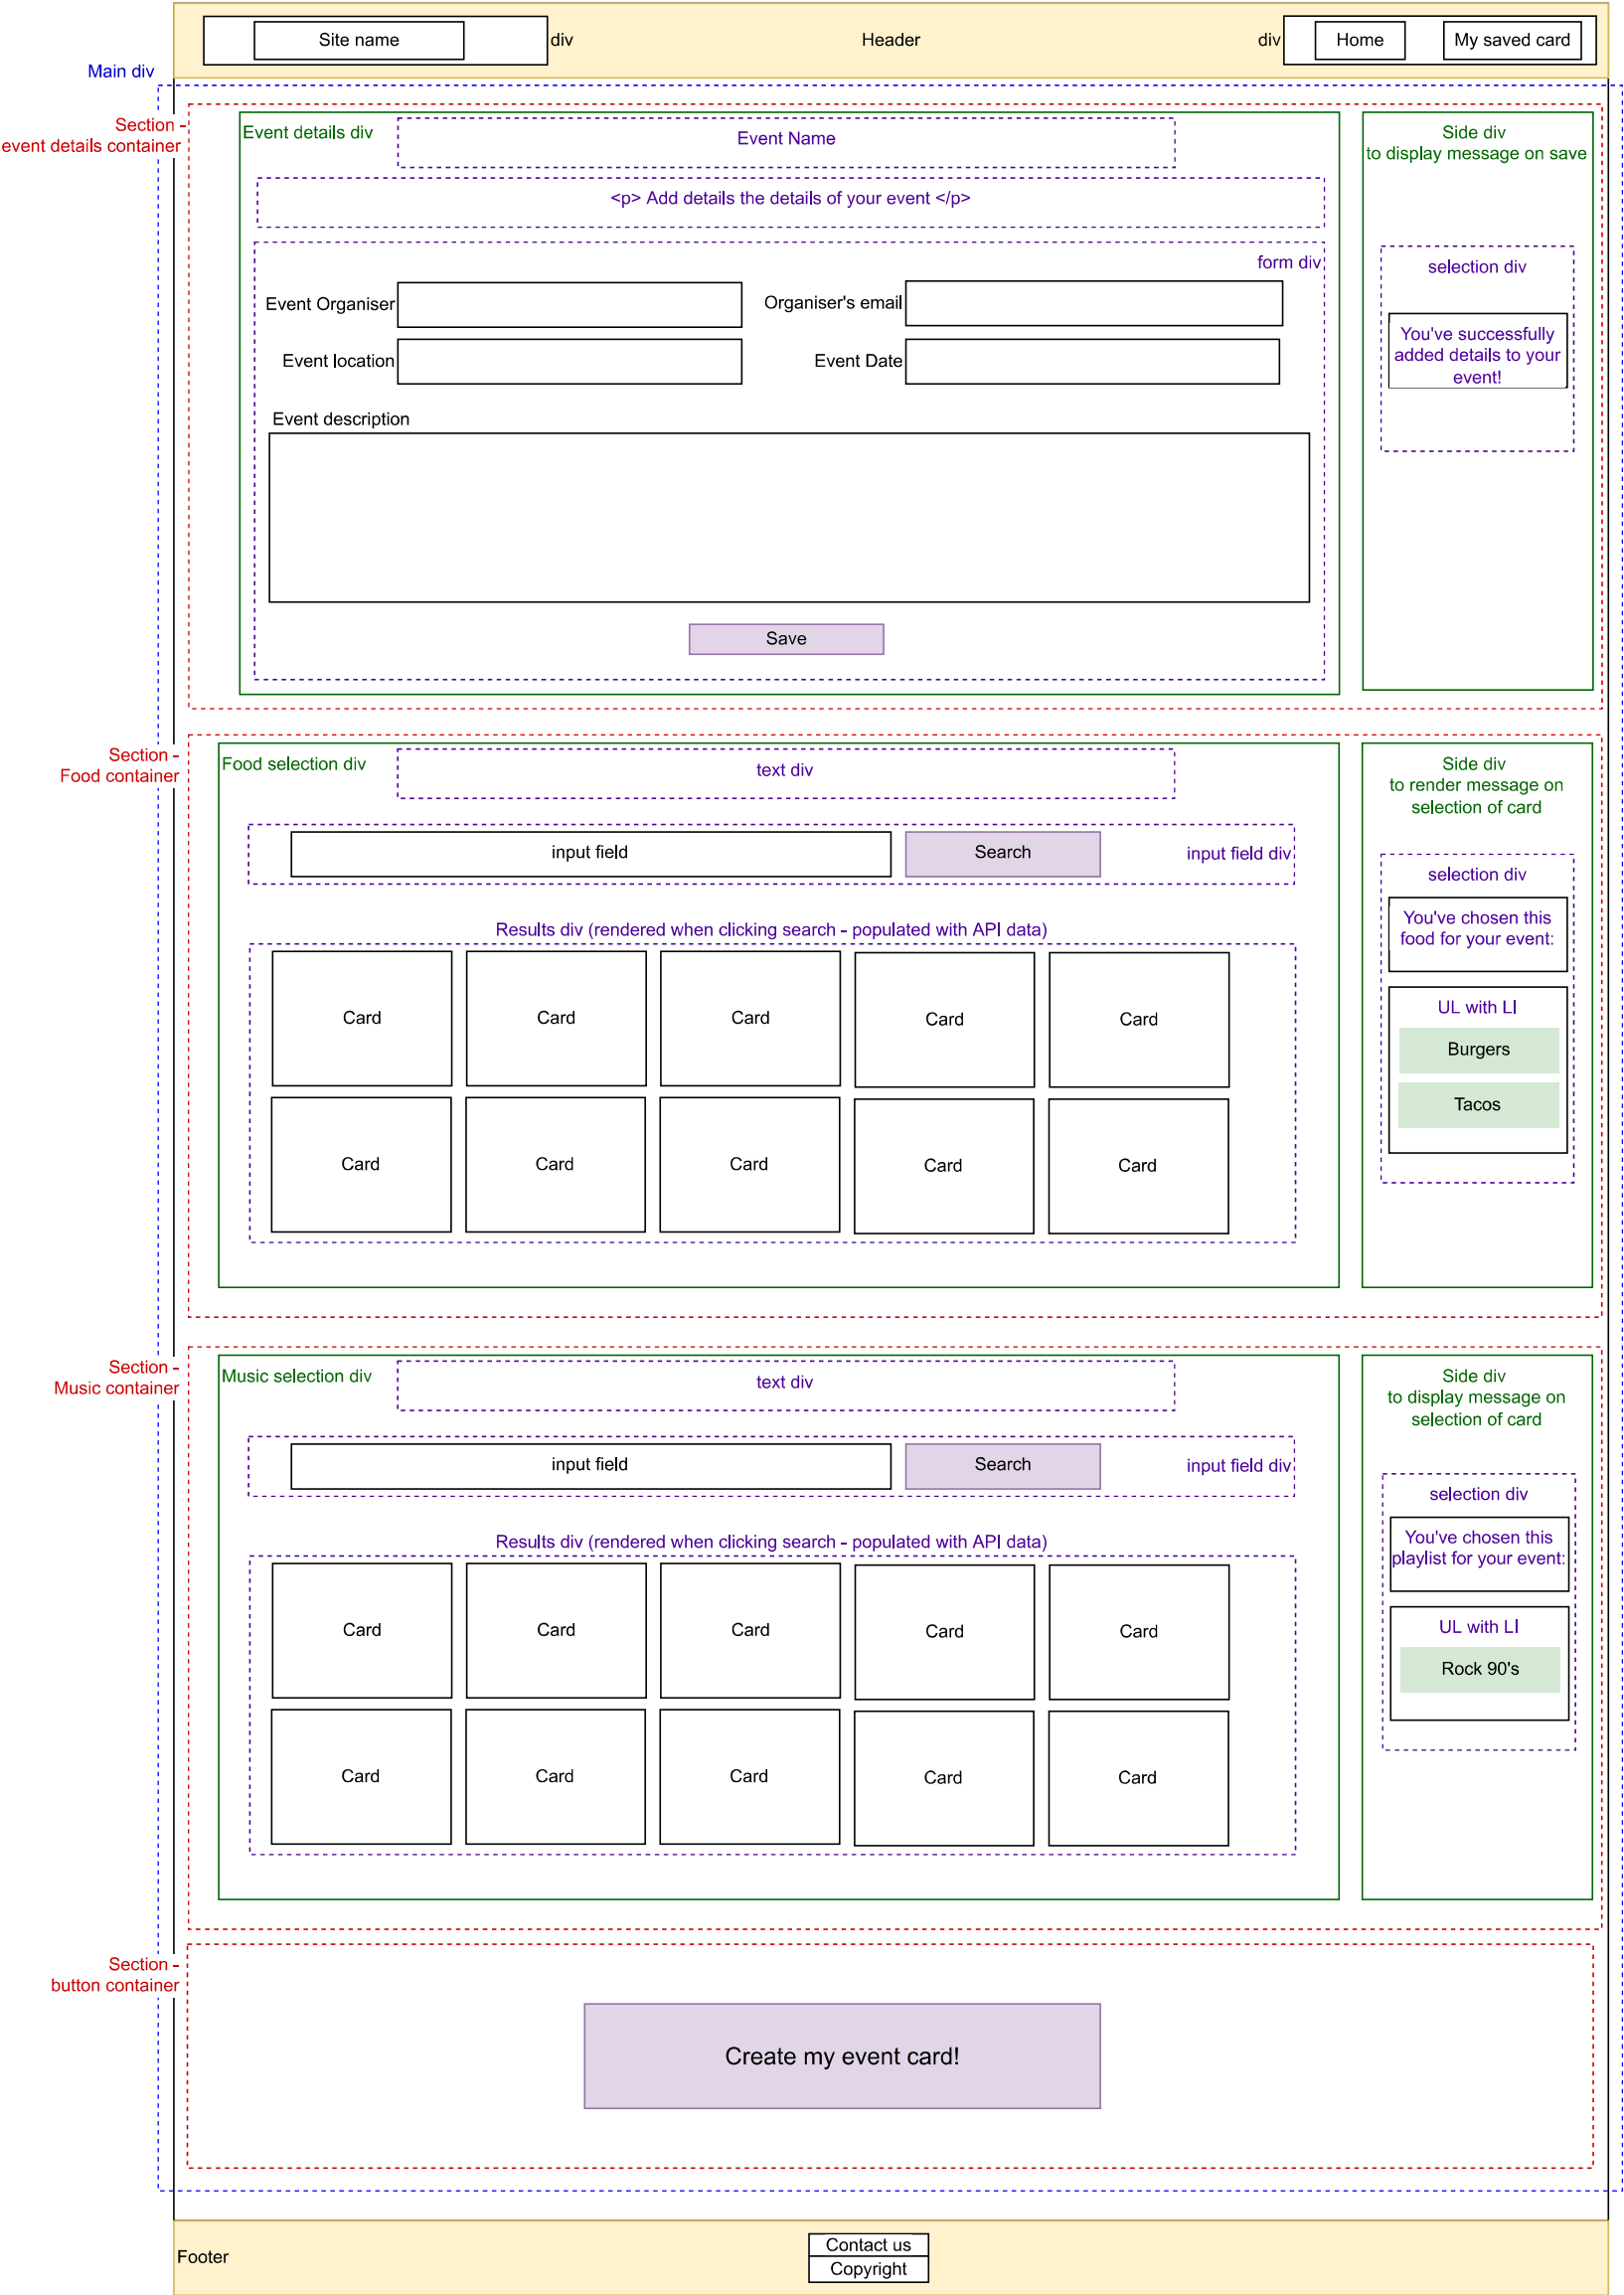 Site name
div
Header
div
Home
My saved card
Main div
Section -
event details container
Event details div
Event Name
<p> Add details the details of your event </p>
form div
Event Organiser
Organiser's email
Event location
Event Date
Event description
Save
Side div
to display message on save
selection div
You've successfully
added details to your
event!
Section -
Food container
Food selection div
text div
input field
Search
input field div
Results div (rendered when clicking search - populated with API data)
Card
Card
Card
Card
Card
Card
Card
Card
Card
Card
Side div
to render message on
selection of card
selection div
You've chosen this
food for your event:
UL with LI
Burgers
Tacos
Section -
Music container
Music selection div
text div
input field
Search
input field div
Results div (rendered when clicking search - populated with API data)
Card
Card
Card
Card
Card
Card
Card
Card
Card
Card
Side div
to display message on
selection of card
selection div
You've chosen this
playlist for your event:
UL with LI
Rock 90's
Section -
button container
Create my event card!
Footer
Contact us
Copyright